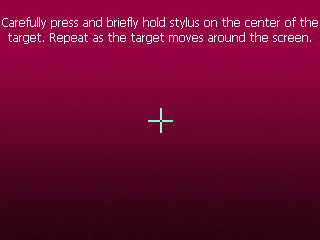 Carefully press and briefly hold stylus on the center of the
target. Repeat as the target moves around the screen.